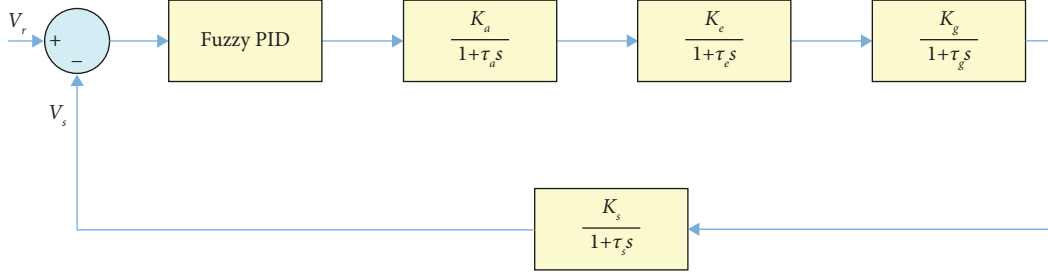 V_r
+
−
Fuzzy PID
K_a
1+τ_a s
K_e
1+τ_e s
K_g
1+τ_g s
V_s
K_s
1+τ_s s